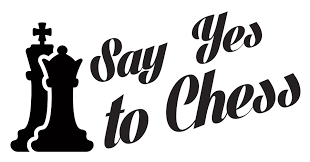 Say Yes
to Chess